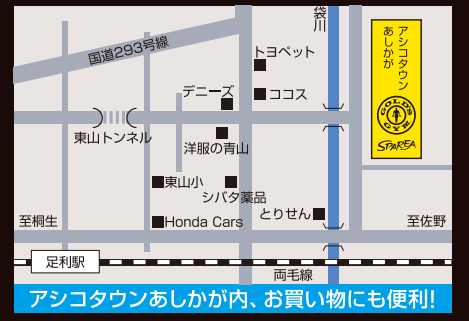 袋川
アシコタウン
あしかが
GOLD'S GYM
SPAREA
国道293号線
トヨペット
ココス
デニーズ
東山トンネル
洋服の青山
東山小
シバタ薬品
とりせん
Honda Cars
至桐生
至佐野
足利駅
両毛線
アシコタウンあしかが内、お買い物にも便利!